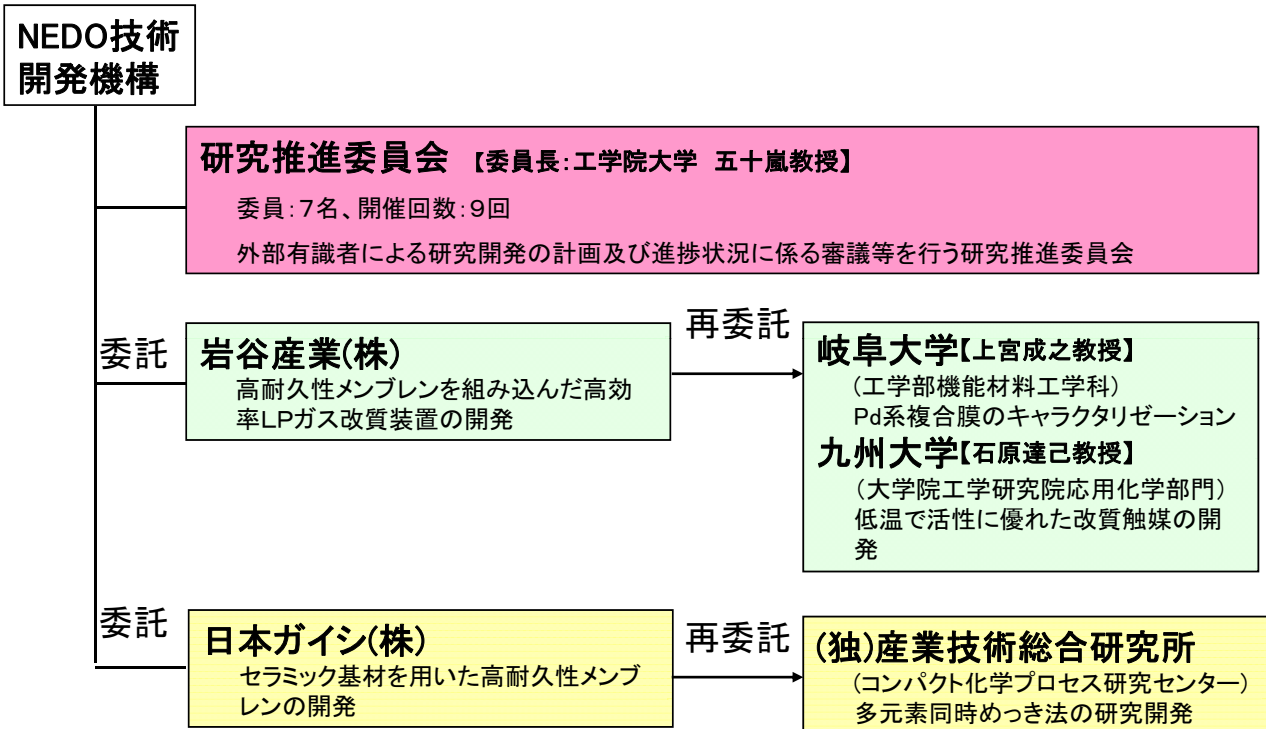 NEDO技術
開発機構
研究推進委員会 【委員長:工学院大学 五十嵐教授】
委員:7名、開催回数:9回
外部有識者による研究開発の計画及び進捗状況に係る審議等を行う研究推進委員会
委託
岩谷産業(株)
高耐久性メンブレンを組み込んだ高効
率LPガス改質装置の開発
再委託
岐阜大学【上宮成之教授】
(工学部機能材料工学科)
Pd系複合膜のキャラクタリゼーション
九州大学【石原達己教授】
(大学院工学研究院応用化学部門)
低温で活性に優れた改質触媒の開
発
委託
日本ガイシ(株)
セラミック基材を用いた高耐久性メンブ
レンの開発
再委託
(独)産業技術総合研究所
(コンパクト化学プロセス研究センター)
多元素同時めっき法の研究開発